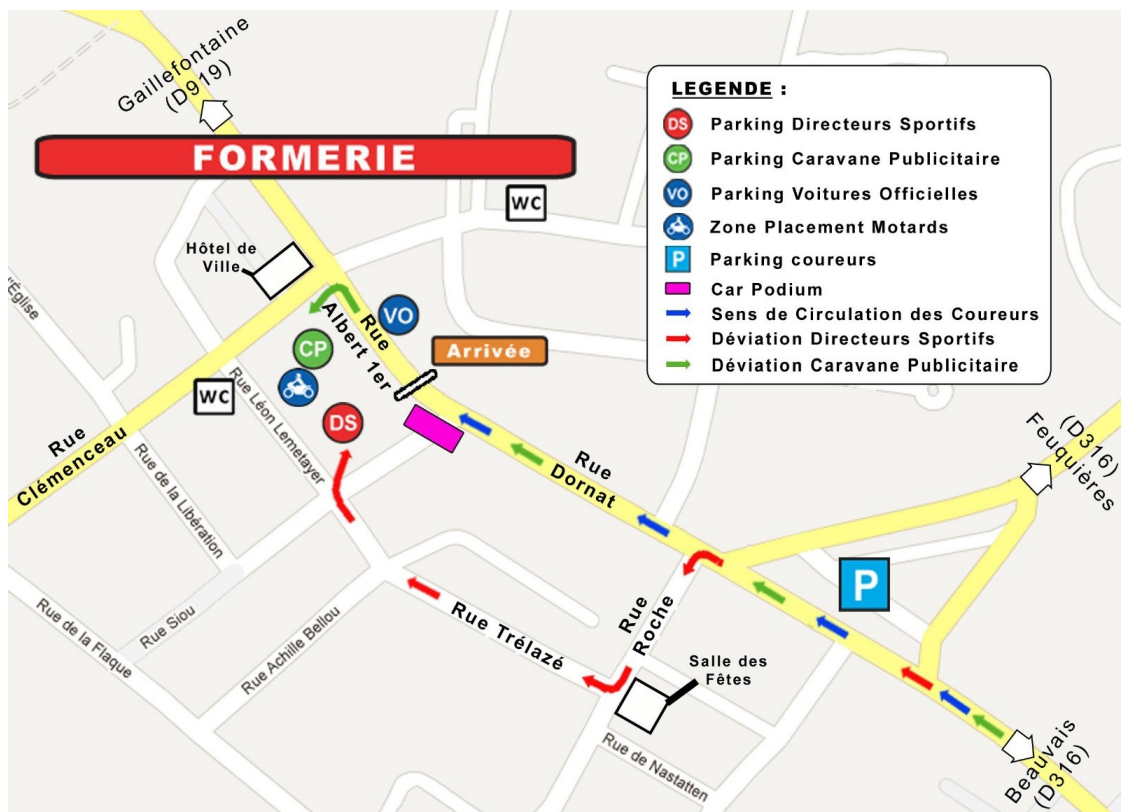 Gaillefontaine
(D919)
FORMERIE
LEGENDE :
DS Parking Directeurs Sportifs
CP Parking Caravane Publicitaire
VO Parking Voitures Officielles
Zone Placement Motards
P Parking coureurs
Car Podium
Sens de Circulation des Coureurs
Déviation Directeurs Sportifs
Déviation Caravane Publicitaire
WC
Hôtel de
Ville
VO
Rue
Albert 1er
CP
Arrivée
DS
WC
l'Église
Rue
Clémenceau
Rue Léon Lemetayer
Rue de la Libération
Rue
Dornat
(D316)
Feuquières
P
Rue Siou
Rue Achille Bellou
Rue de la Flaque
Rue Trélazé
Rue
Roche
Salle des
Fêtes
Rue de Nastatten
Beauvais
(D316)